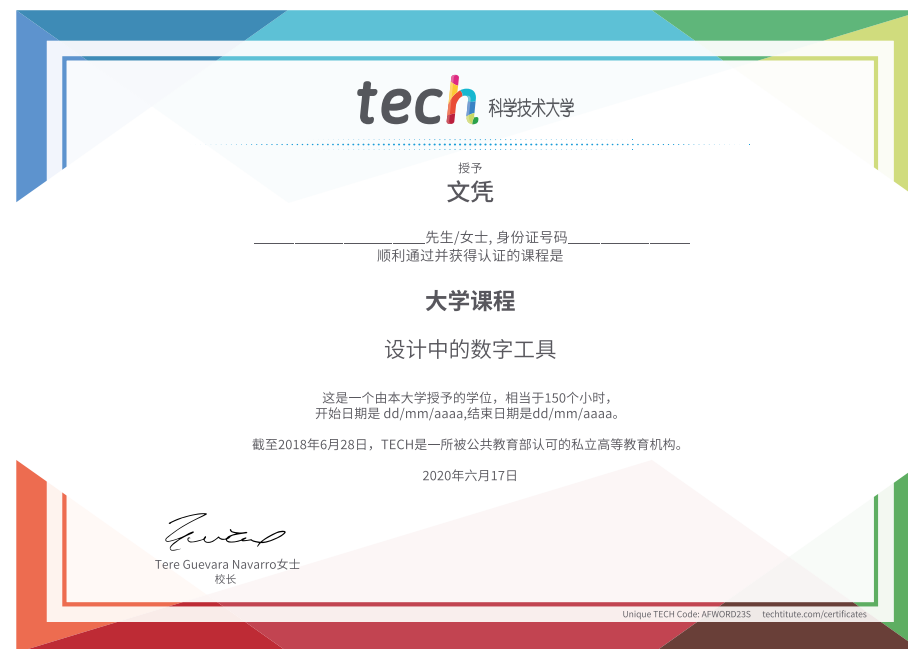 tech 科学技术大学
授予
文凭
先生/女士, 身份证号码
顺利通过并获得认证的课程是
大学课程
设计中的数字工具
这是一个由本大学授予的学位，相当于150个小时，
开始日期是 dd/mm/aaaa,结束日期是dd/mm/aaaa。
截至2018年6月28日，TECH是一所被公共教育部认可的私立高等教育机构。
2020年六月17日
Tere Guevara Navarro女士
校长
Unique TECH Code: AFWORD23S techtitute.com/certificates